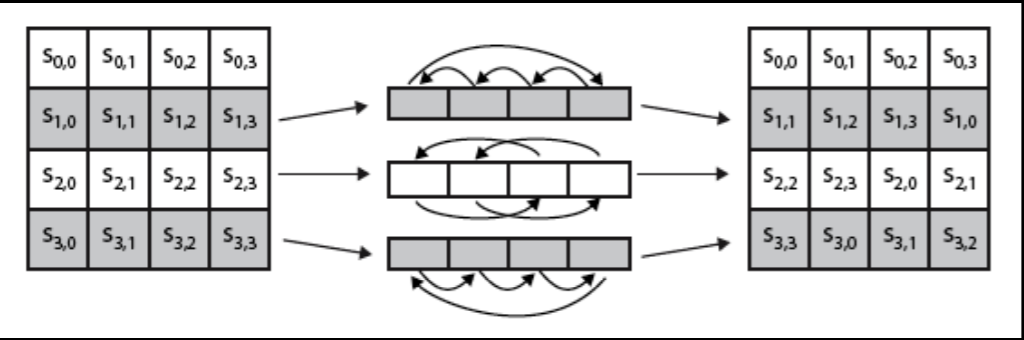 S0,0 S0,1 S0,2 S0,3 S0,0 S0,1 S0,2 S0,3
S1,0 S1,1 S1,2 S1,3 S1,1 S1,2 S1,3 S1,0
S2,0 S2,1 S2,2 S2,3 S2,2 S2,3 S2,0 S2,1
S3,0 S3,1 S3,2 S3,3 S3,3 S3,0 S3,1 S3,2